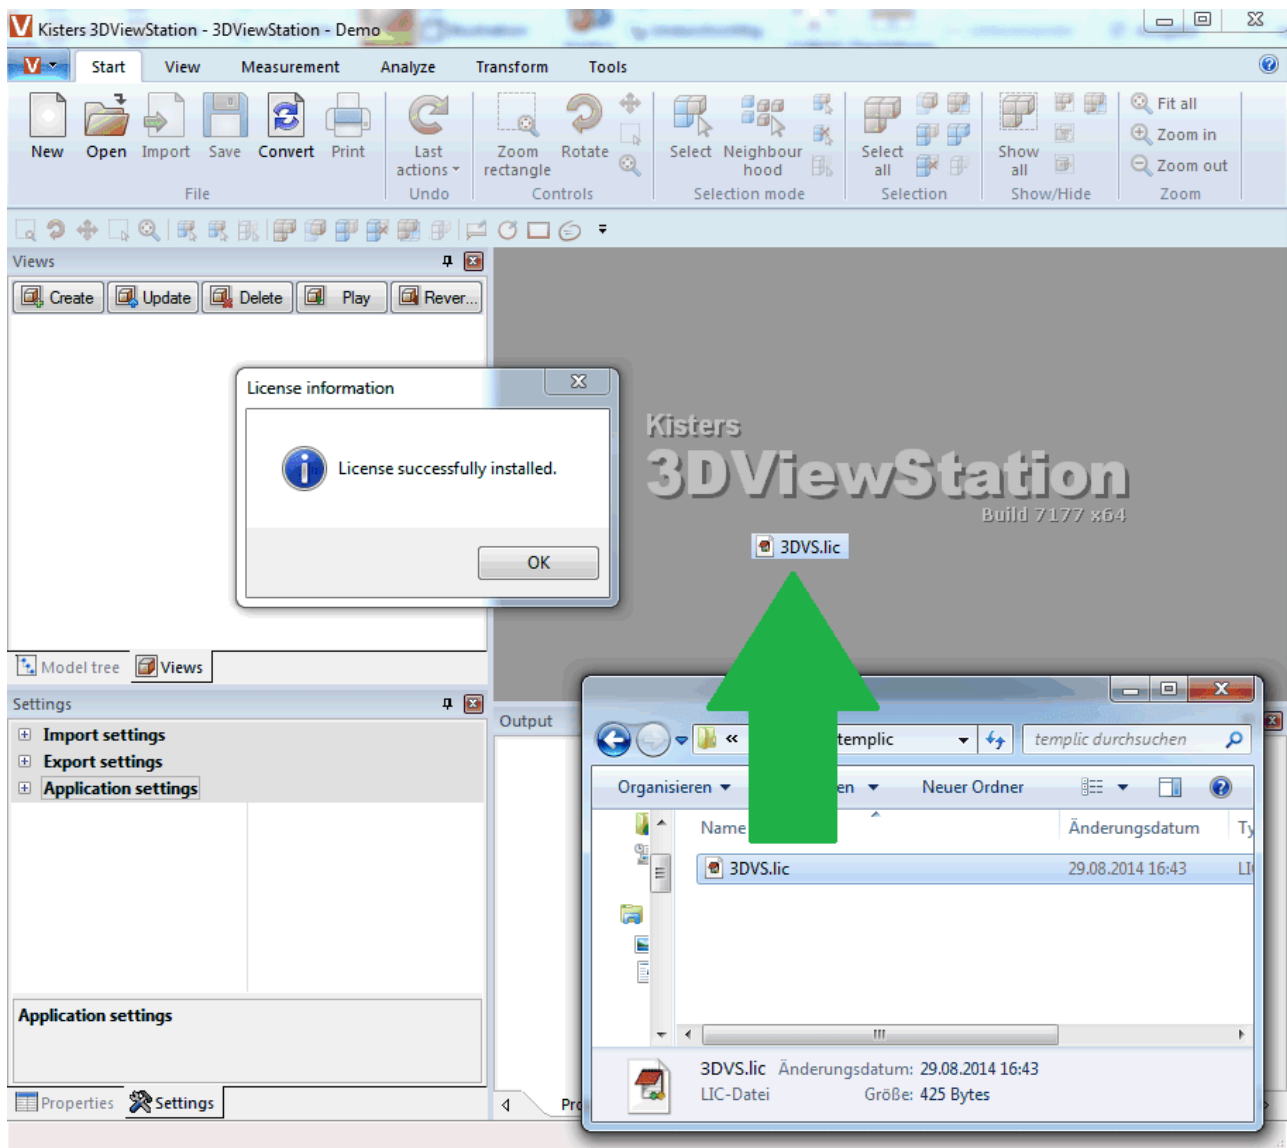 Kisters 3DViewStation - 3DViewStation - Demo
Start View Measurement Analyze Transform Tools
New Open Import Save Convert Print
File
Last actions
Undo
Zoom rectangle Rotate
Controls
Select Neighbour hood
Selection mode
Select all
Selection
Show all
Show/Hide
Fit all
Zoom in
Zoom out
Zoom
Views
Create Update Delete Play Rever...
License information
License successfully installed.
OK
Kisters
3DViewStation
Build 7177 x64
3DVS.lic
Model tree Views
Settings
Import settings
Export settings
Application settings
Application settings
Properties Settings
Output
« templic
templic durchsuchen
Organisieren en Neuer Ordner
Name Änderungsdatum Ty
3DVS.lic 29.08.2014 16:43 LI
3DVS.lic Änderungsdatum: 29.08.2014 16:43
LIC-Datei Größe: 425 Bytes